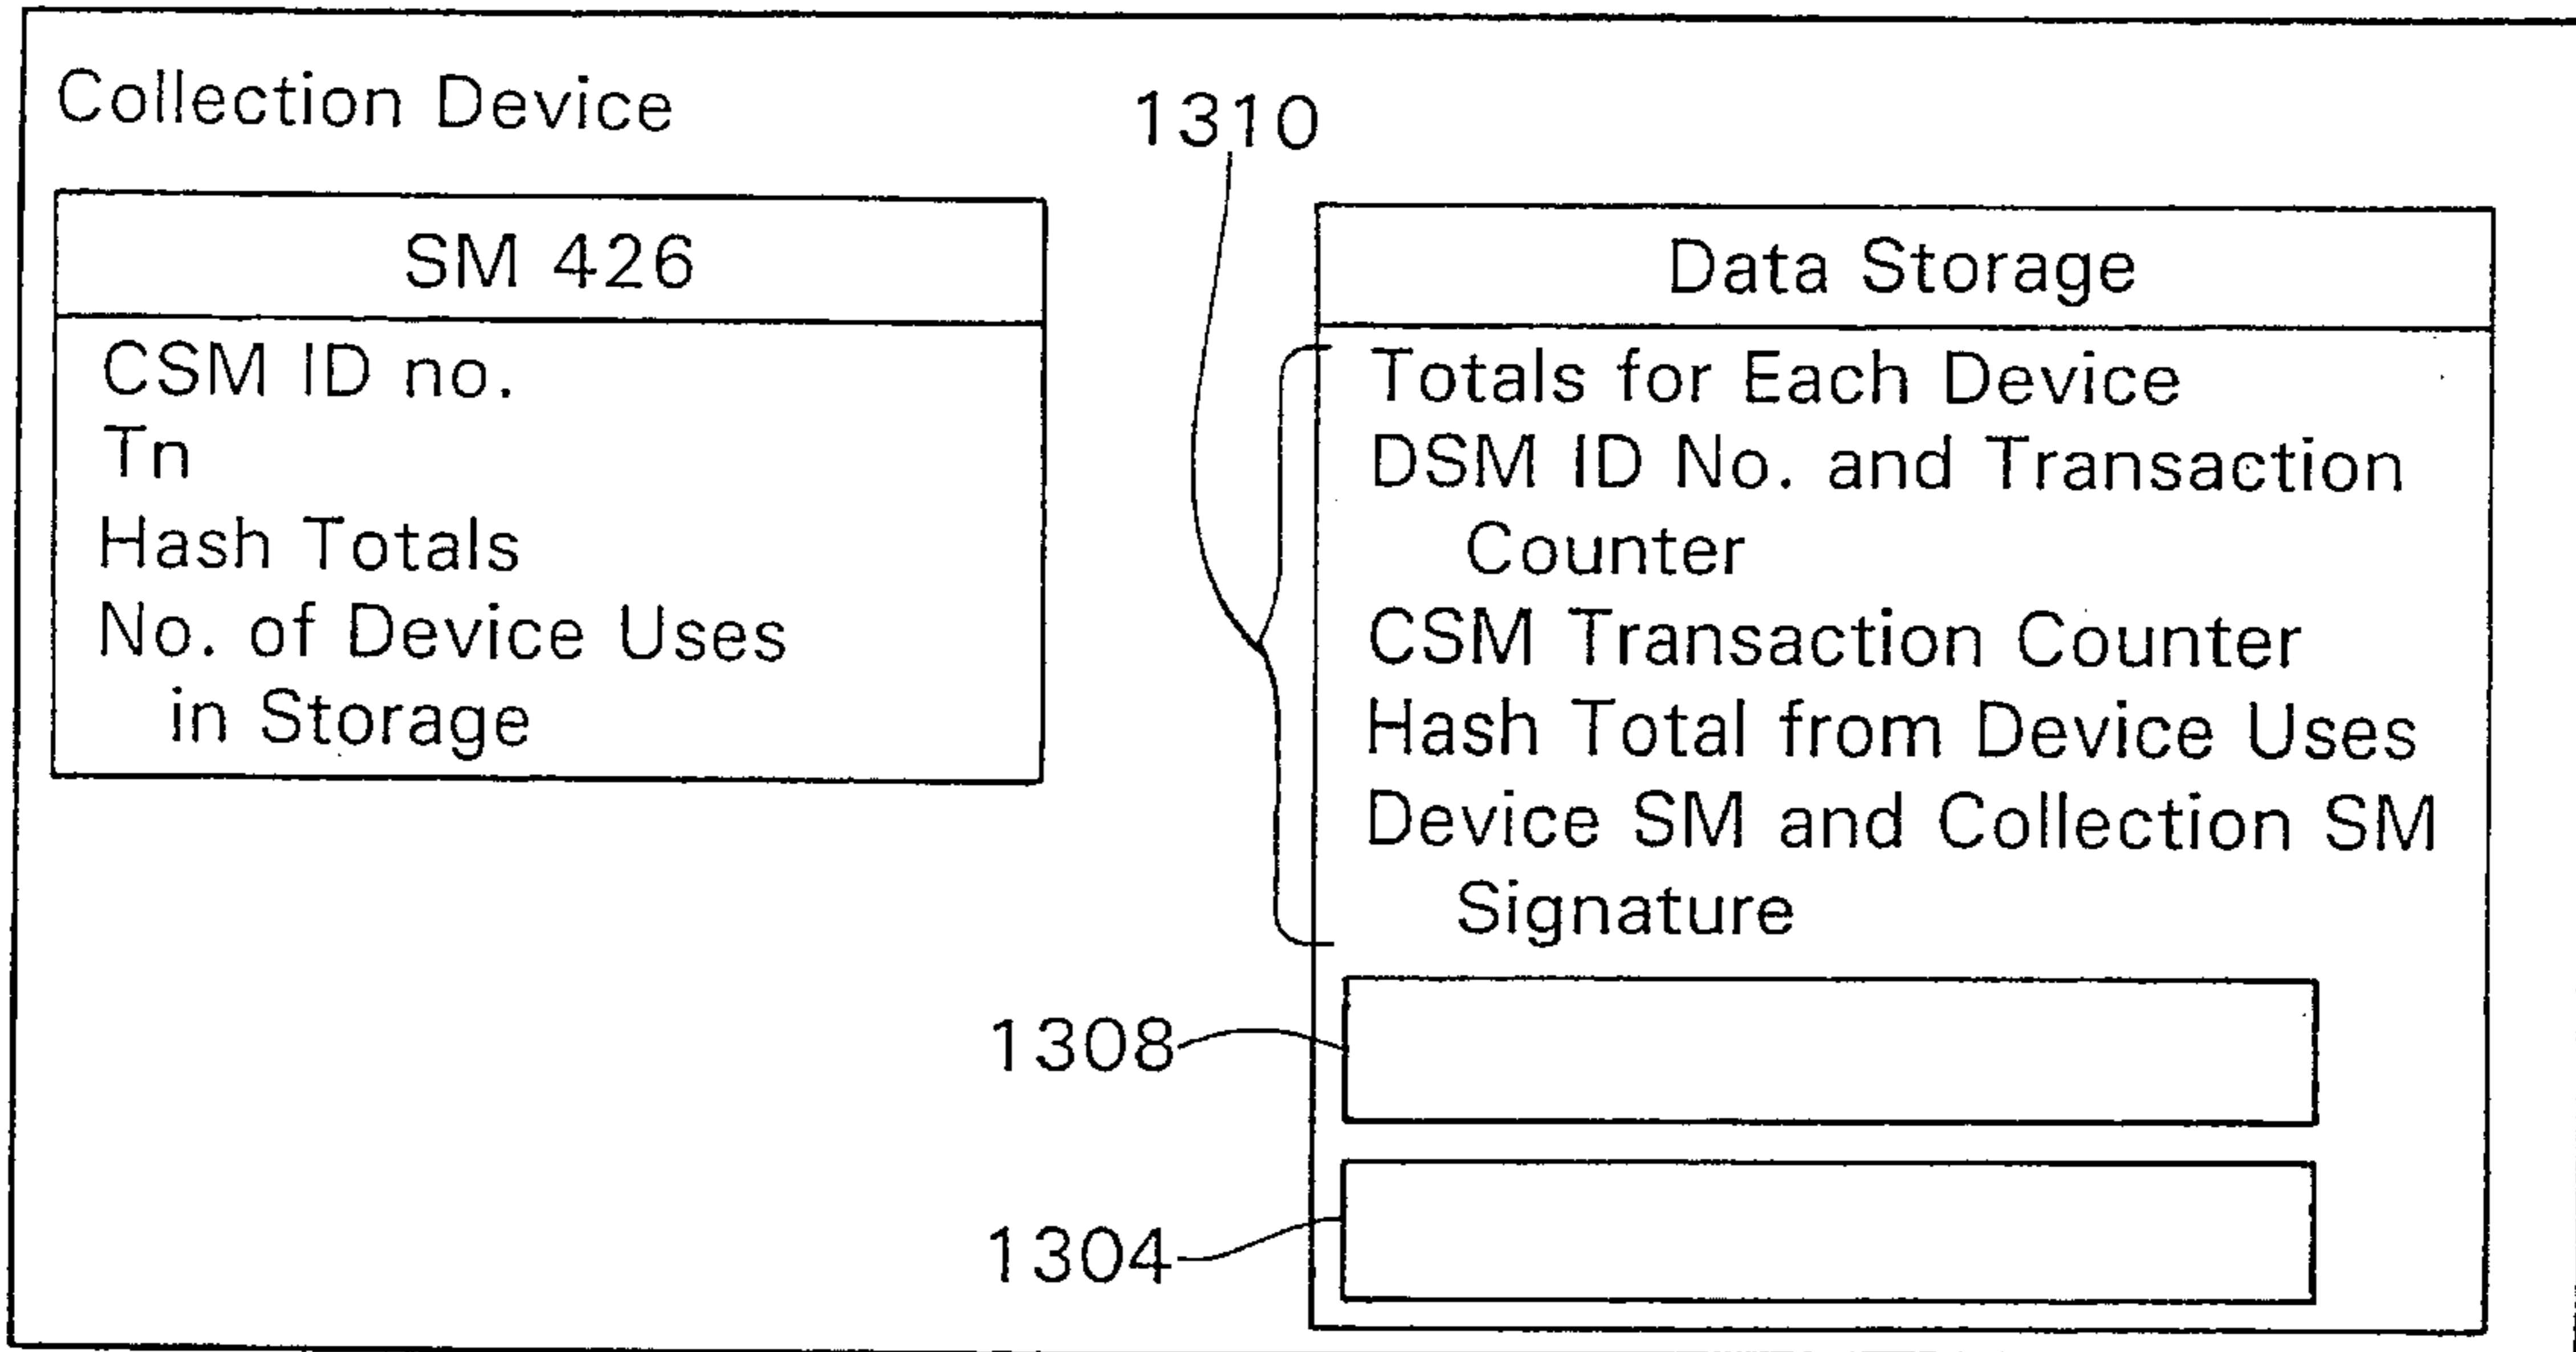 Collection Device
1310
SM 426
CSM ID no.
Tn
Hash Totals
No. of Device Uses
in Storage
Data Storage
Totals for Each Device
DSM ID No. and Transaction
Counter
CSM Transaction Counter
Hash Total from Device Uses
Device SM and Collection SM
Signature
1308
1304